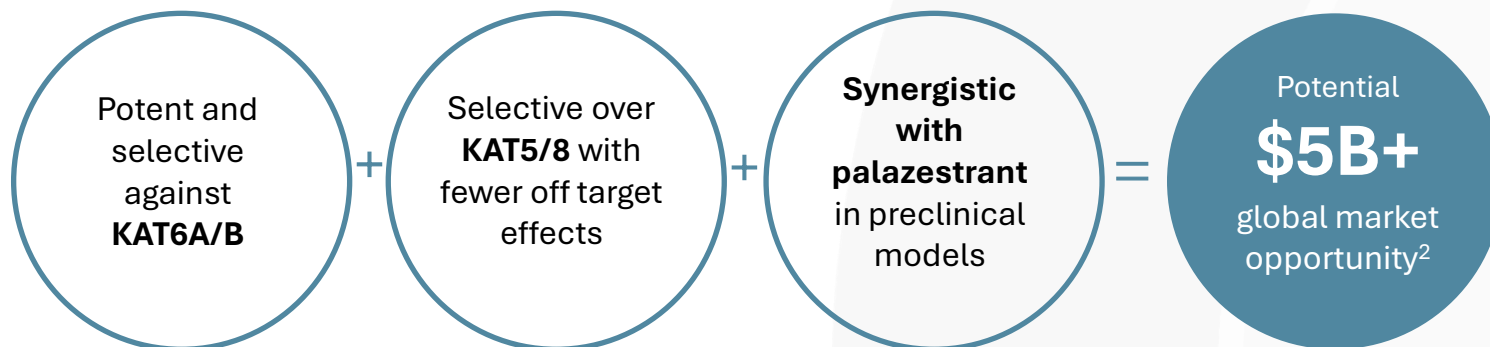 Potent and
selective
against
KAT6A/B
+
Selective over
KAT5/8 with
fewer off target
effects
+
Synergistic
with
palazestrant
in preclinical
models
=
Potential
$5B+
global market
opportunity²